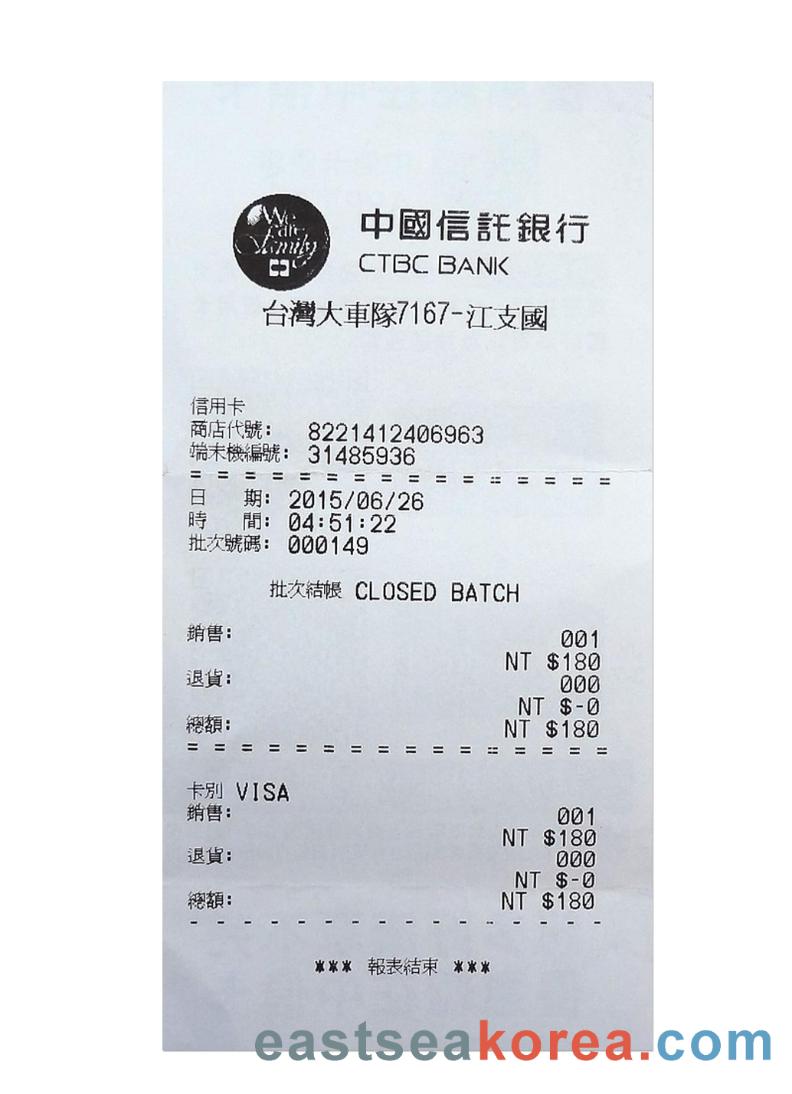 We are Family
中國信託銀行
CTBC BANK
台灣大車隊7167-江支國
信用卡
商店代號: 8221412406963
端末機編號: 31485936
= = = = = = = = = = = = = = = =
日 期: 2015/06/26
時 間: 04:51:22
批次號碼: 000149
批次結帳 CLOSED BATCH
銷售: 001
NT $180
退貨: 000
NT $-0
總額: NT $180
= = = = = = = = = = = = = = = =
卡別 VISA
銷售: 001
NT $180
退貨: 000
NT $-0
總額: NT $180
- - - - - - - - - - - - - - - -
*** 報表結束 ***
eastseakorea.com